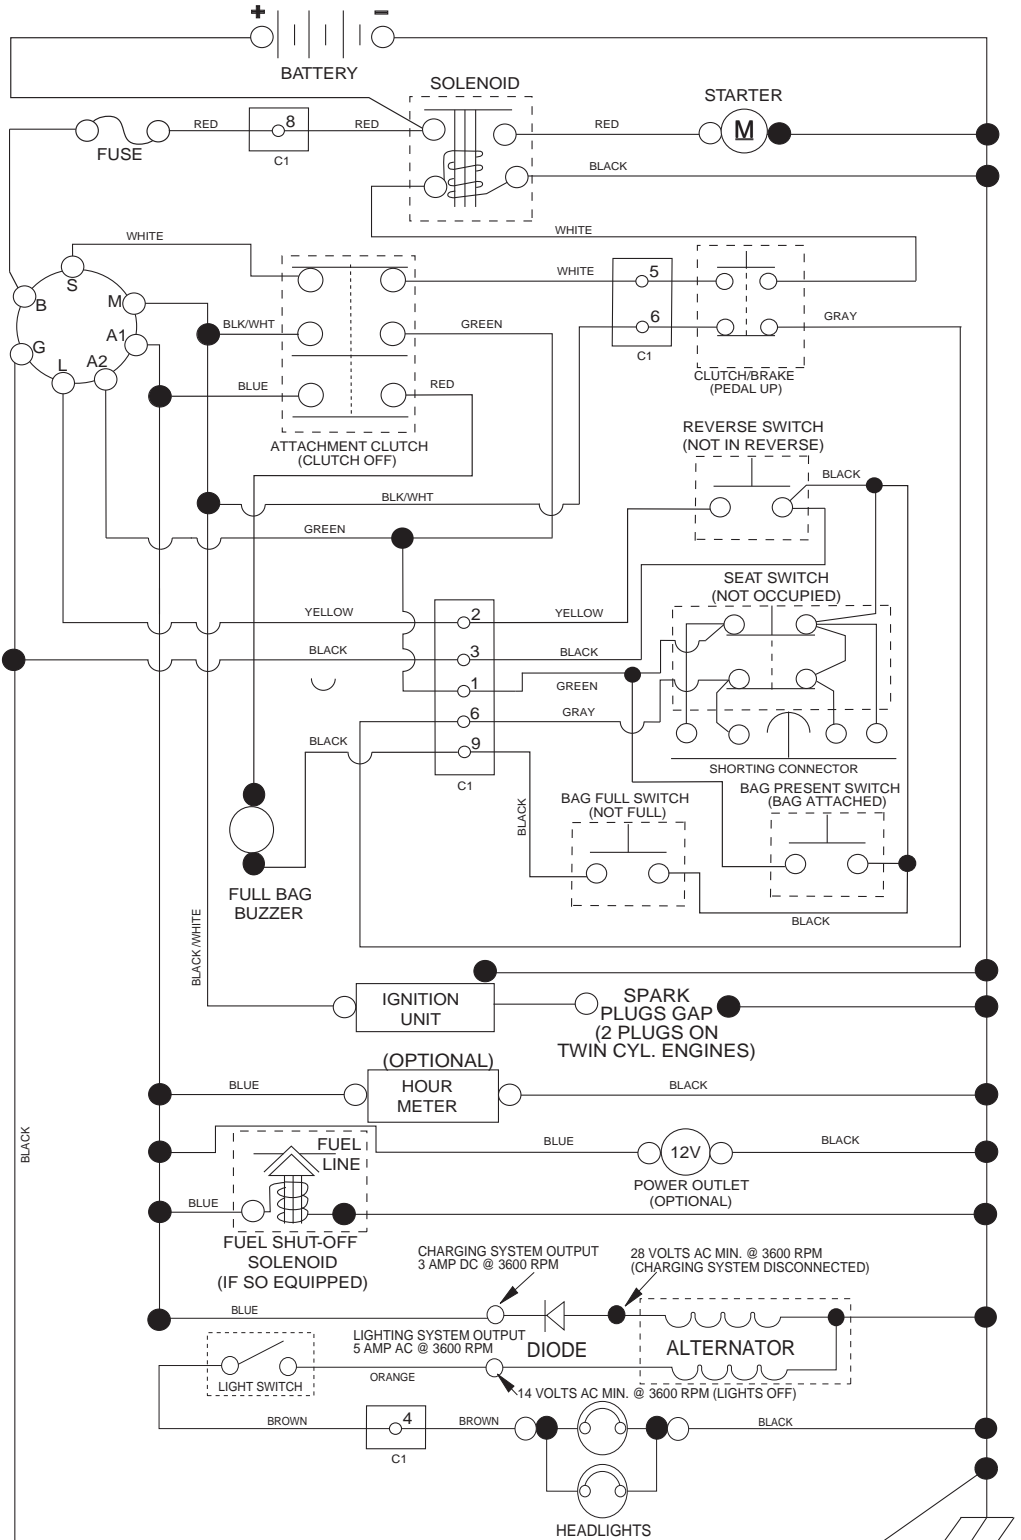 + −
BATTERY
SOLENOID
STARTER
RED
8
RED
RED
M
FUSE
C1
BLACK
WHITE
WHITE
WHITE
5
S
B
M
BLK/WHT
GREEN
6
GRAY
A1
G
C1
L
A2
CLUTCH/BRAKE
(PEDAL UP)
BLUE
RED
REVERSE SWITCH
(NOT IN REVERSE)
ATTACHMENT CLUTCH
(CLUTCH OFF)
BLACK
BLK/WHT
GREEN
SEAT SWITCH
(NOT OCCUPIED)
YELLOW
2
YELLOW
BLACK
3
BLACK
1
GREEN
6
GRAY
BLACK
9
SHORTING CONNECTOR
C1
BAG PRESENT SWITCH
(BAG ATTACHED)
BAG FULL SWITCH
(NOT FULL)
BLACK
FULL BAG
BUZZER
BLACK
BLACK /WHITE
IGNITION
UNIT
SPARK
PLUGS GAP
(2 PLUGS ON
TWIN CYL. ENGINES)
(OPTIONAL)
HOUR
METER
BLUE
BLACK
BLACK
FUEL
LINE
BLUE
12V
BLACK
POWER OUTLET
(OPTIONAL)
BLUE
FUEL SHUT-OFF
SOLENOID
(IF SO EQUIPPED)
CHARGING SYSTEM OUTPUT
3 AMP DC @ 3600 RPM
28 VOLTS AC MIN. @ 3600 RPM
(CHARGING SYSTEM DISCONNECTED)
BLUE
LIGHTING SYSTEM OUTPUT
5 AMP AC @ 3600 RPM
DIODE
ALTERNATOR
LIGHT SWITCH
ORANGE
14 VOLTS AC MIN. @ 3600 RPM (LIGHTS OFF)
BROWN
4
BROWN
BLACK
C1
HEADLIGHTS